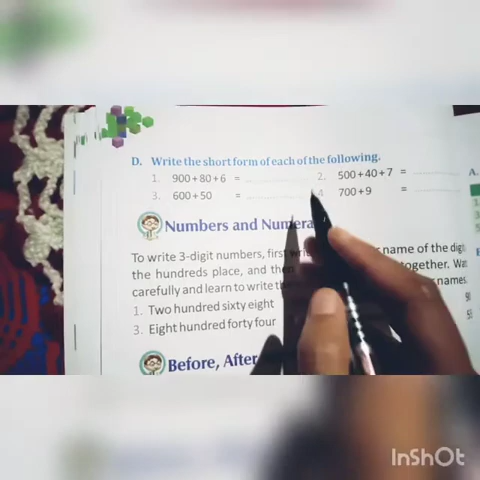 D. Write the short form of each of the following.
1. 900+80+6 = 2. 500+40+7 =
3. 600+50 = 4. 700+9 =
A.
Numbers and Numera
To write 3-digit numbers, first name of the digi
the hundreds place, and together.
carefully and learn to write names.
1. Two hundred sixty eight
3. Eight hundred forty four
Before, After
InShOt